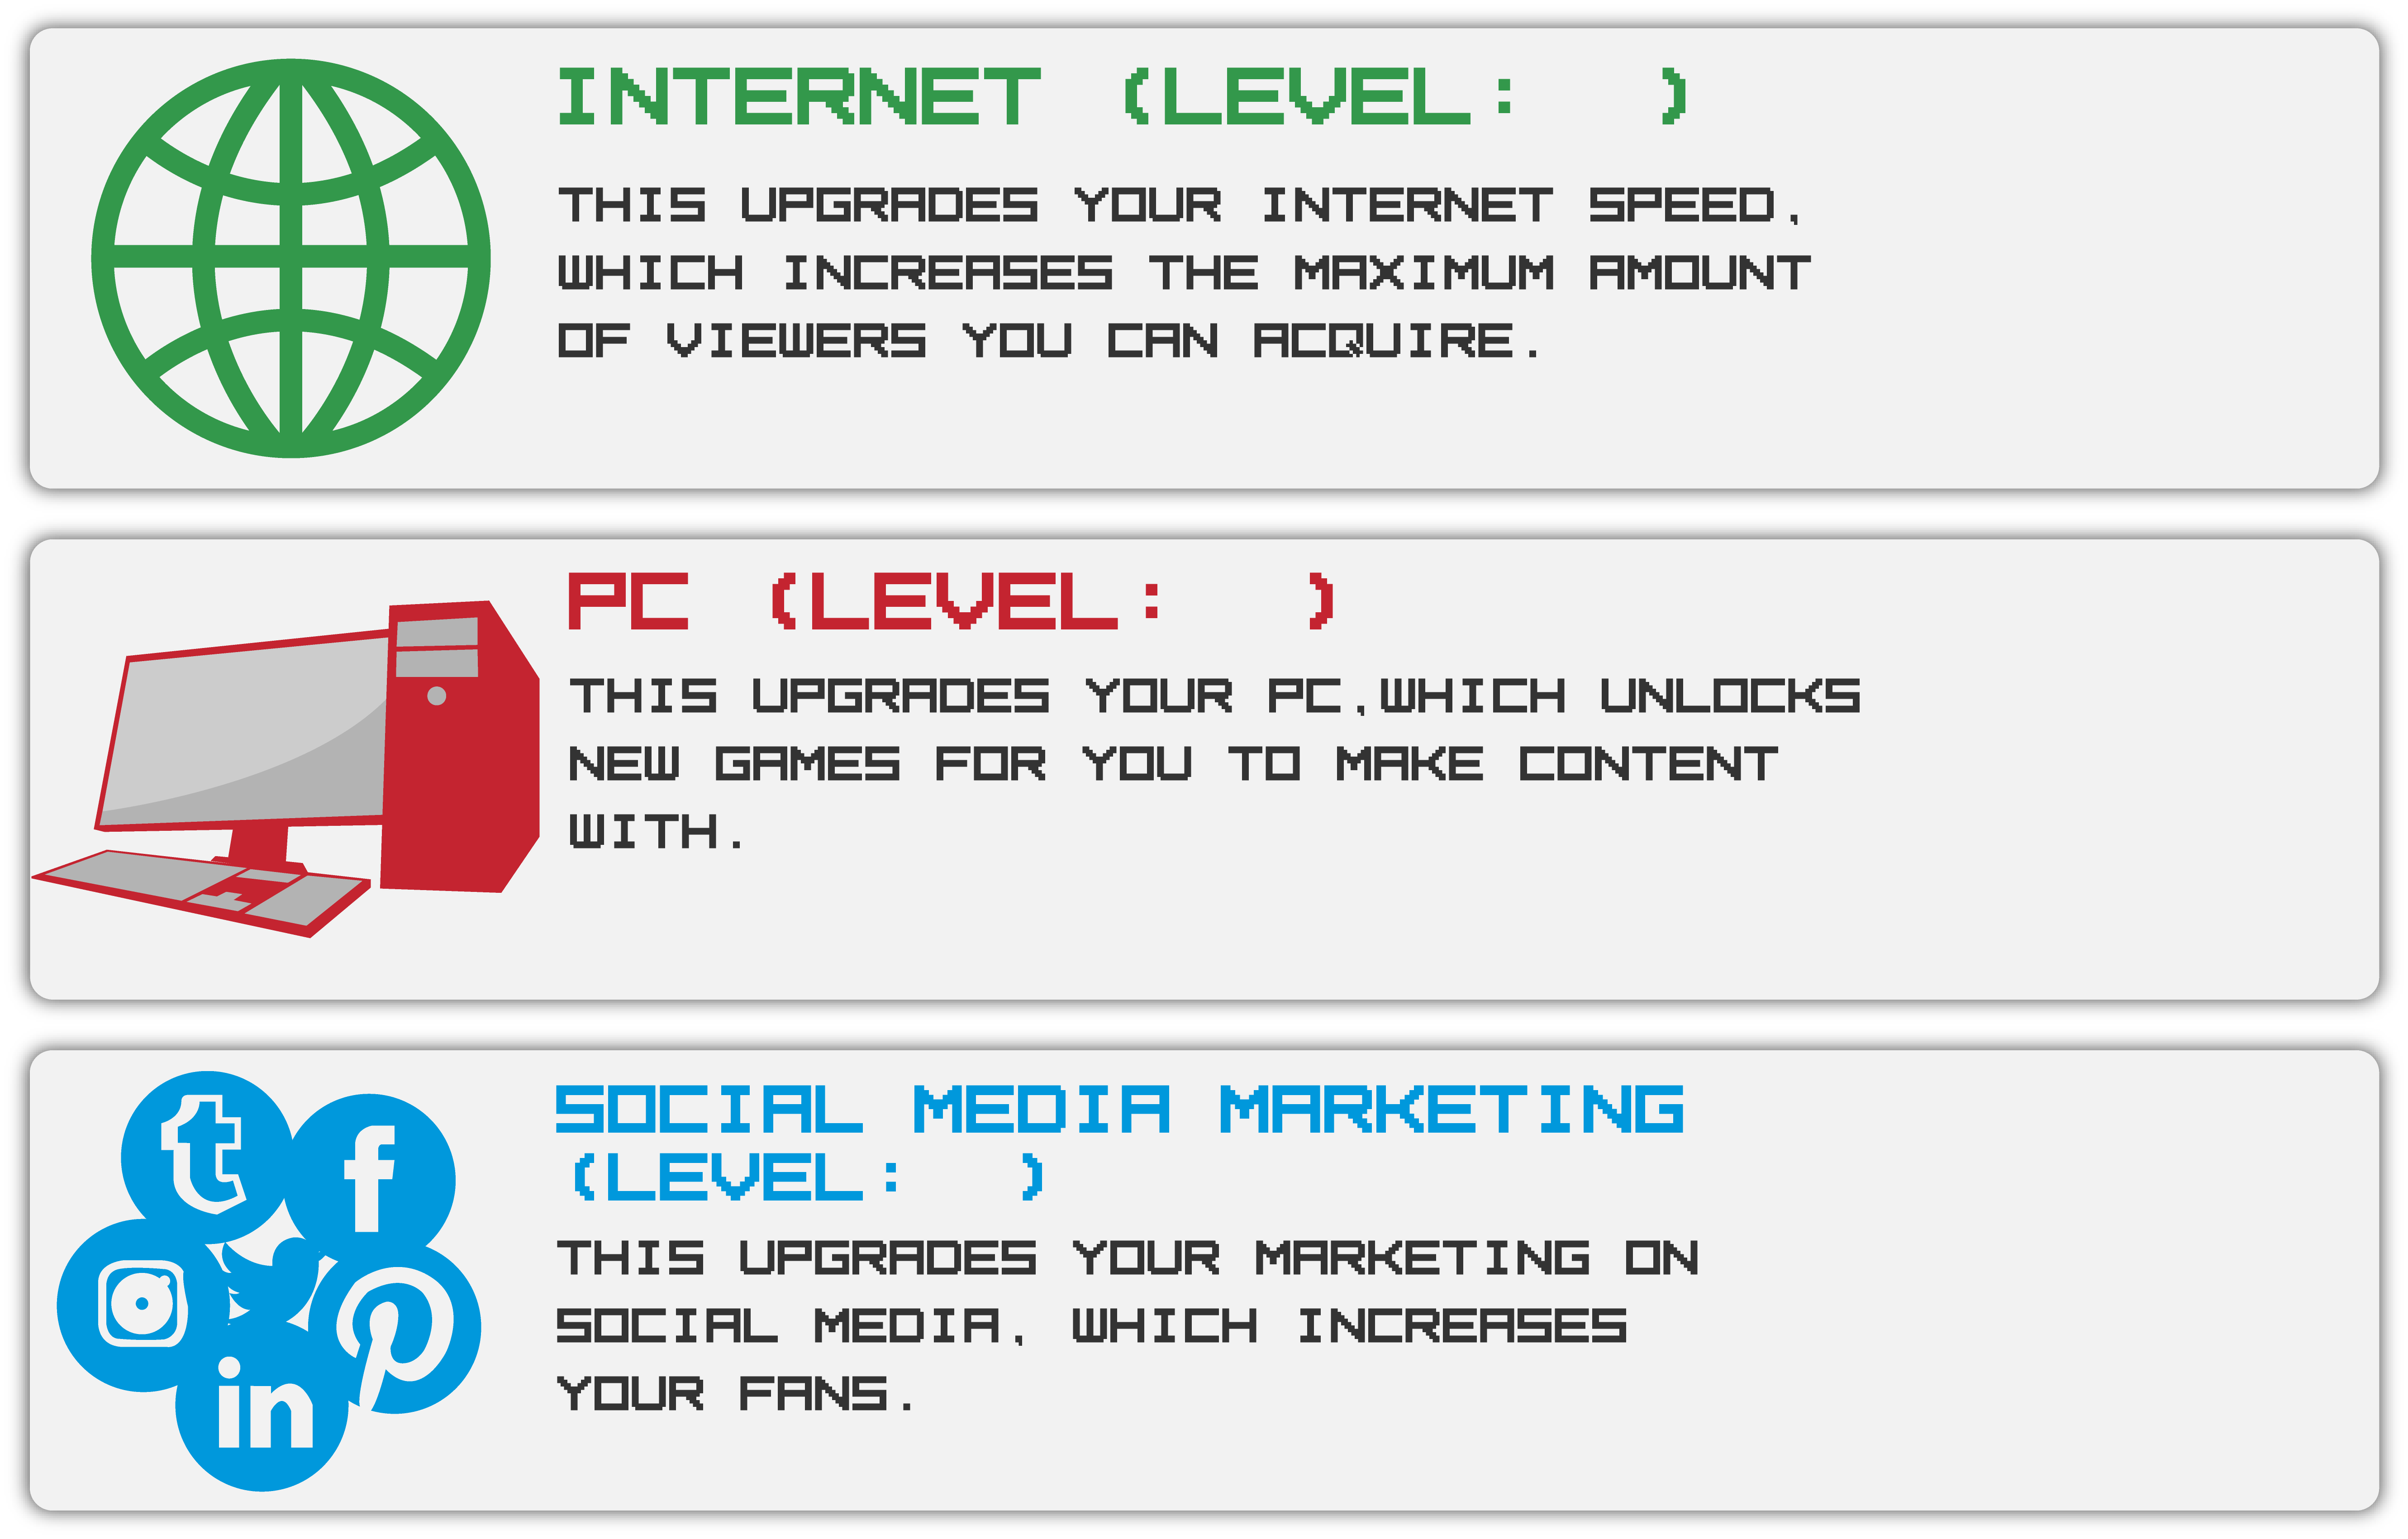 INTERNET (LEVEL:  )
THIS UPGRADES YOUR INTERNET SPEED,
WHICH INCREASES THE MAXIMUM AMOUNT
OF VIEWERS YOU CAN ACQUIRE.
PC (LEVEL:  )
THIS UPGRADES YOUR PC,WHICH UNLOCKS
NEW GAMES FOR YOU TO MAKE CONTENT
WITH.
t
f
in
SOCIAL MEDIA MARKETING
(LEVEL:  )
THIS UPGRADES YOUR MARKETING ON
SOCIAL MEDIA, WHICH INCREASES
YOUR FANS.